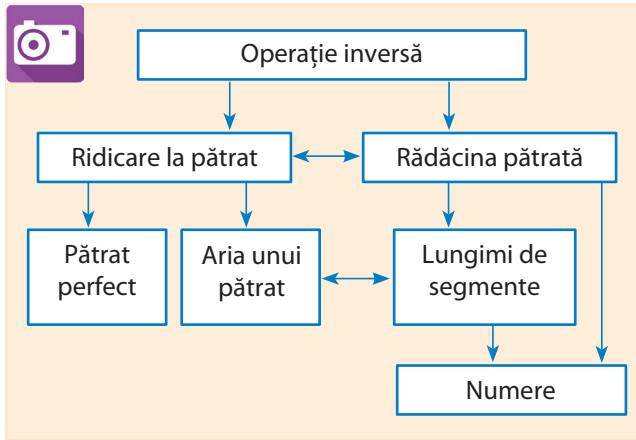 Operație inversă
Ridicare la pătrat
Rădăcina pătrată
Pătrat
perfect
Aria unui
pătrat
Lungimi de
segmente
Numere